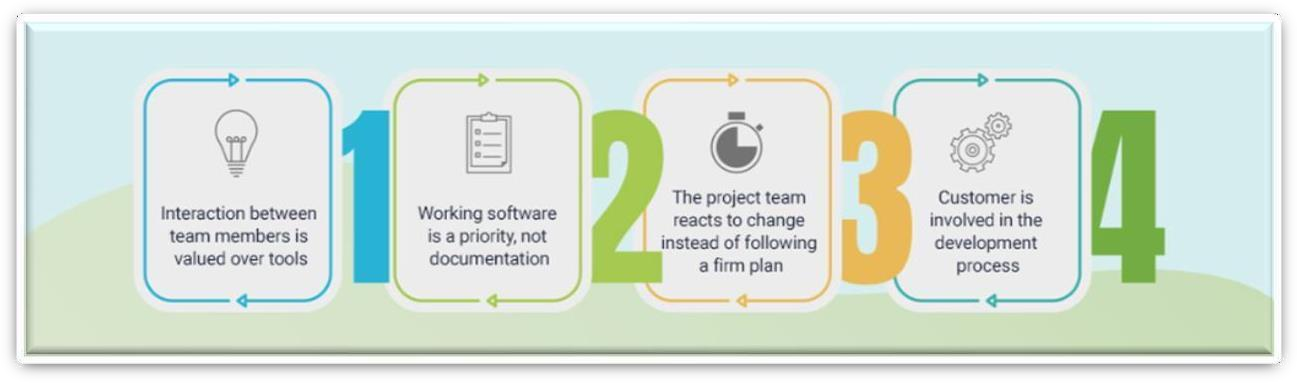 Interaction between
team members is
valued over tools
1
Working software
is a priority, not
documentation
2
The project team
reacts to change
instead of following
a firm plan
3
Customer is
involved in the
development
process
4